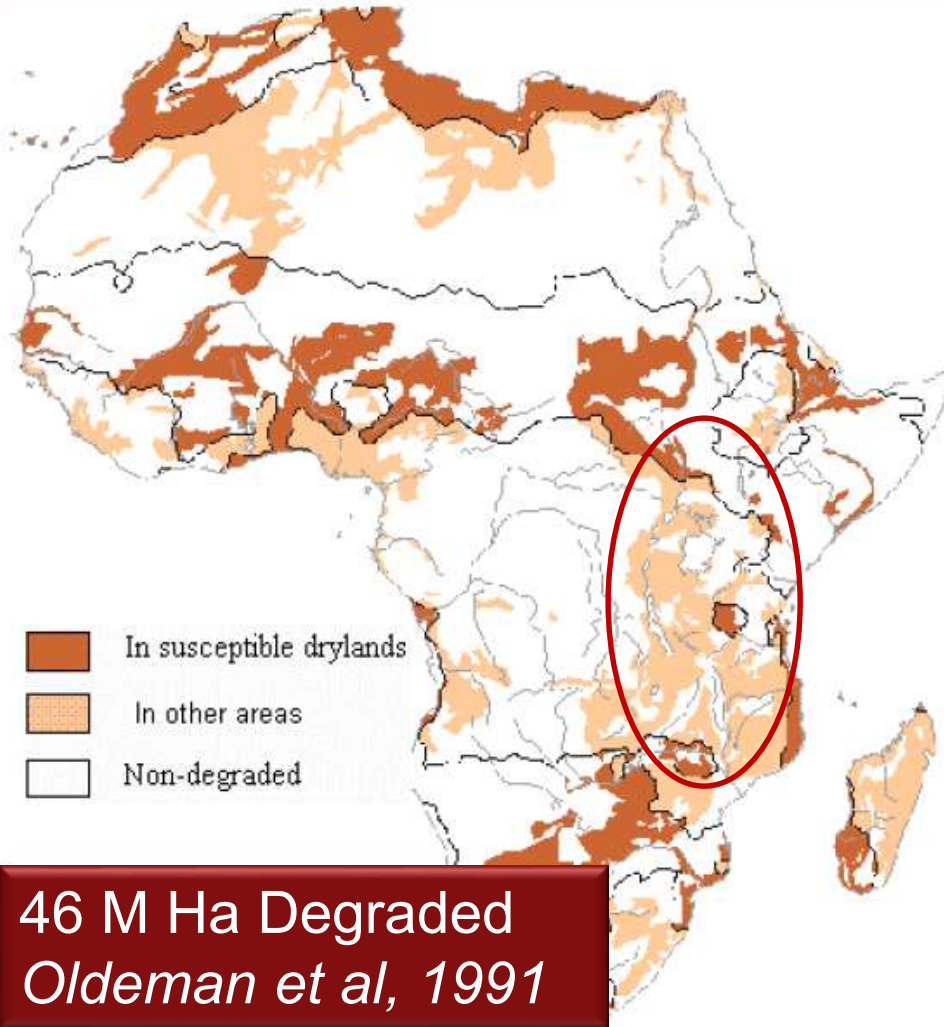 In susceptible drylands
In other areas
Non-degraded
46 M Ha Degraded
Oldeman et al, 1991